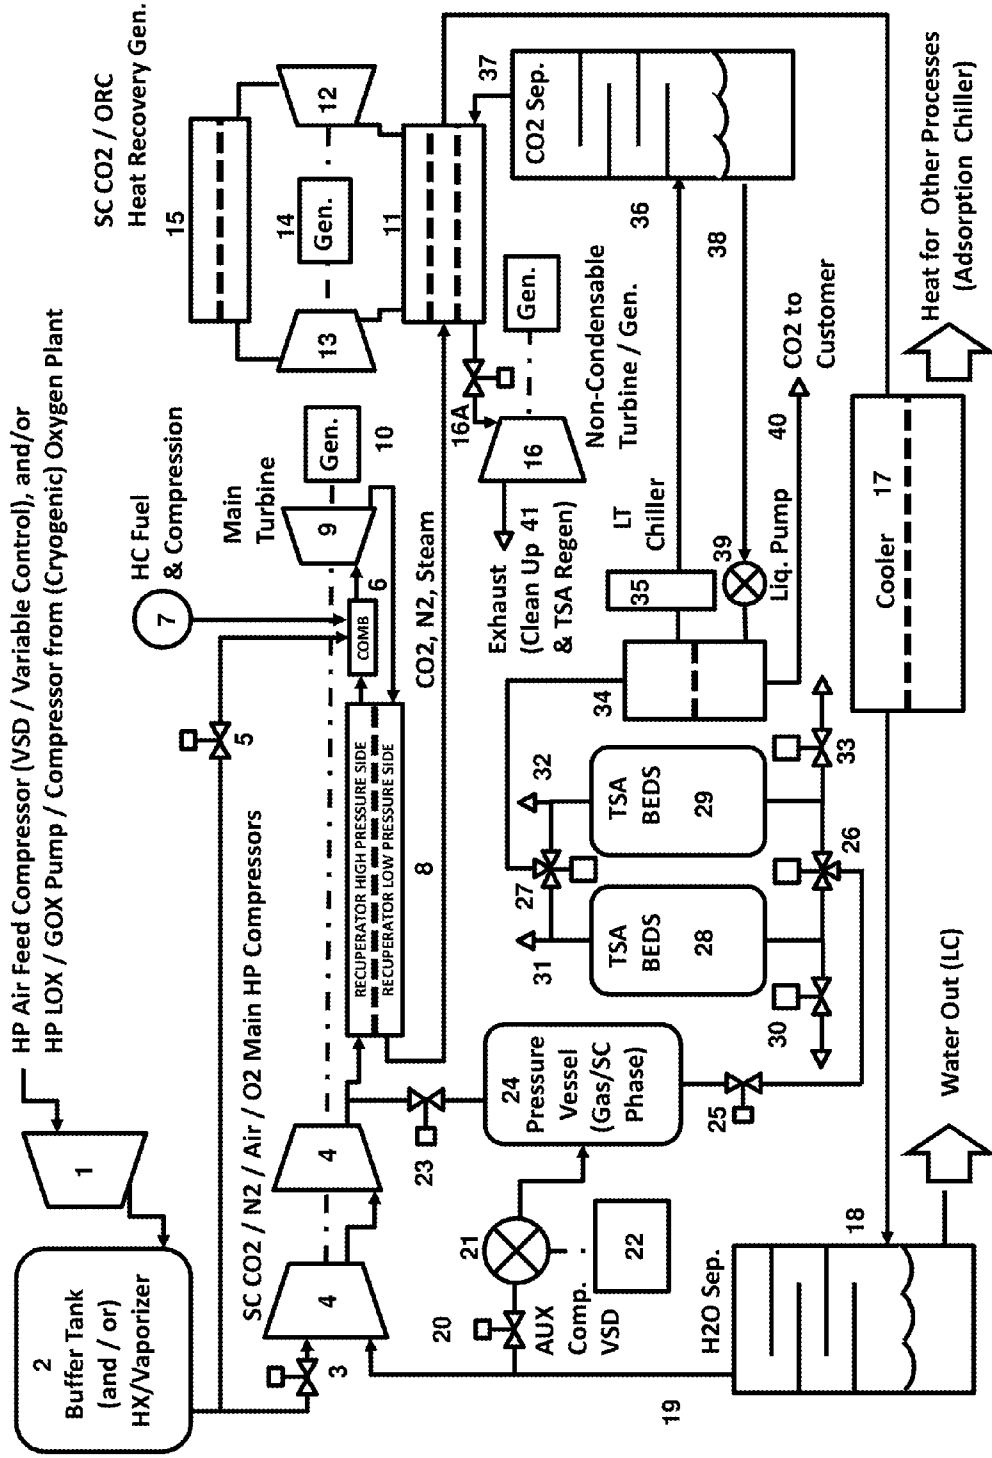 HP Air Feed Compressor (VSD / Variable Control), and/or
HP LOX / GOX Pump / Compressor from (Cryogenic) Oxygen Plant
1
2
Buffer Tank
(and / or)
HX/Vaporizer
3
SC CO2 / N2 / Air / O2 Main HP Compressors
4
4
5
HC Fuel
& Compression
7
COMB
6
Main
Turbine
9
Gen.
10
RECUPERATOR HIGH PRESSURE SIDE
RECUPERATOR LOW PRESSURE SIDE
8
CO2, N2, Steam
SC CO2 / ORC
Heat Recovery Gen.
15
12
13
14
Gen.
11
16A
16
Gen.
Non-Condensable
Turbine / Gen.
Exhaust
(Clean Up 41
& TSA Regen)
37
CO2 Sep.
36
38
LT
Chiller
35
39
Liq. Pump
34
40
CO2 to
Customer
32
31
27
TSA
BEDS
29
TSA
BEDS
28
26
33
30
23
24
Pressure
Vessel
(Gas/SC
Phase)
25
21
22
20
AUX
Comp.
VSD
19
H2O Sep.
18
Water Out (LC)
Cooler
17
Heat for Other Processes
(Adsorption Chiller)